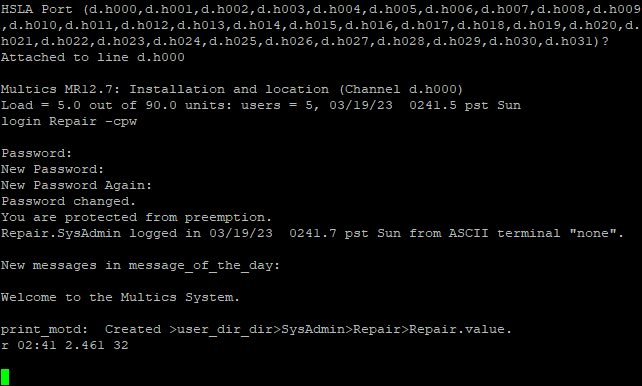 HSLA Port (d.h000,d.h001,d.h002,d.h003,d.h004,d.h005,d.h006,d.h007,d.h008,d.h009
,d.h010,d.h011,d.h012,d.h013,d.h014,d.h015,d.h016,d.h017,d.h018,d.h019,d.h020,d.
h021,d.h022,d.h023,d.h024,d.h025,d.h026,d.h027,d.h028,d.h029,d.h030,d.h031)?
Attached to line d.h000
Multics MR12.7: Installation and location (Channel d.h000)
Load = 5.0 out of 90.0 units: users = 5, 03/19/23  0241.5 pst Sun
login Repair -cpw
Password:
New Password:
New Password Again:
Password changed.
You are protected from preemption.
Repair.SysAdmin logged in 03/19/23  0241.7 pst Sun from ASCII terminal "none".
New messages in message_of_the_day:
Welcome to the Multics System.
print_motd:  Created >user_dir_dir>SysAdmin>Repair>Repair.value.
r 02:41 2.461 32